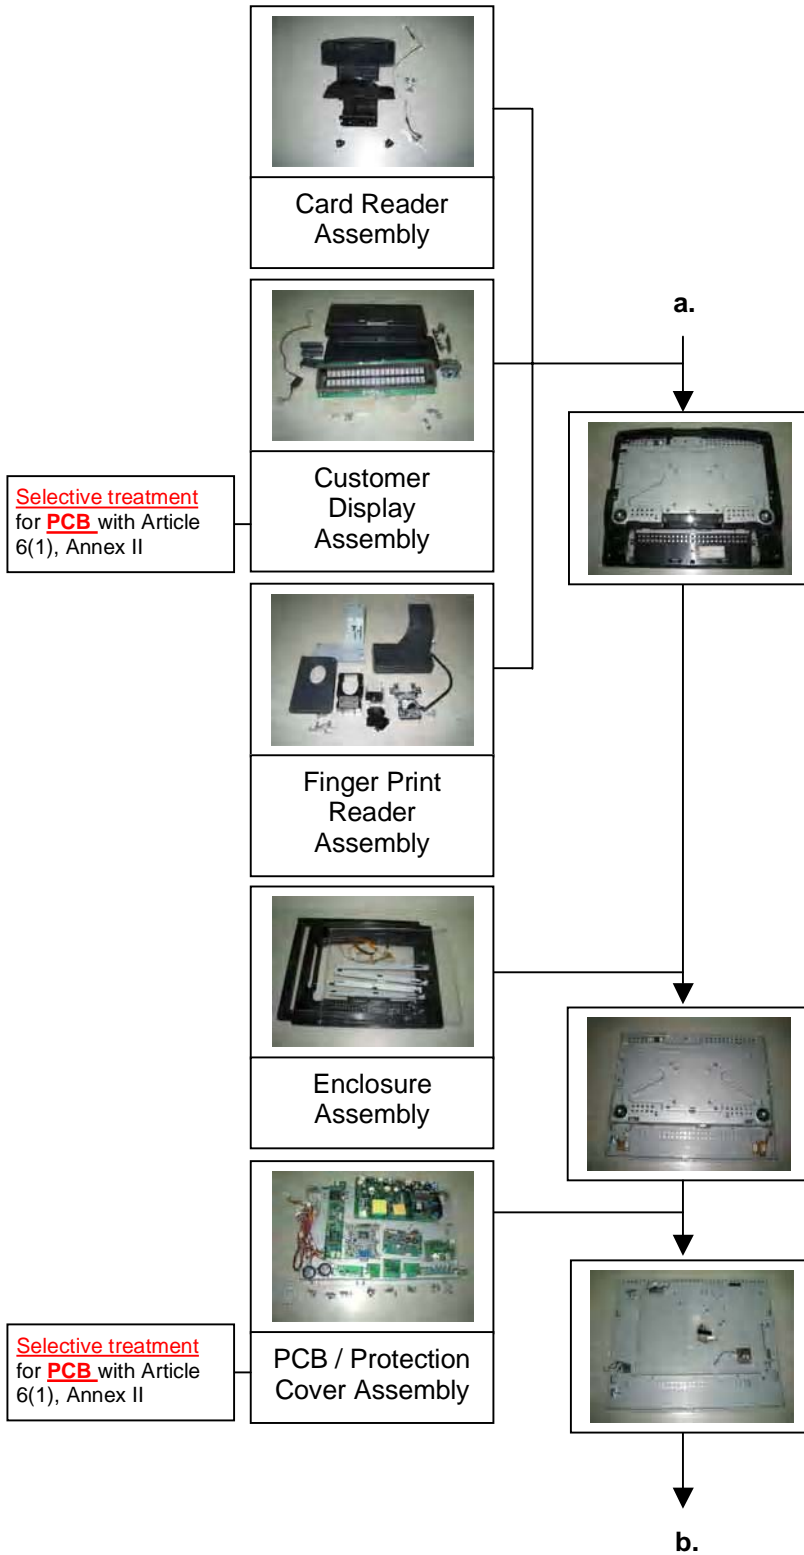 Card Reader
Assembly
a.
Customer
Display
Assembly
Selective treatment
for PCB with Article
6(1), Annex II
Finger Print
Reader
Assembly
Enclosure
Assembly
PCB / Protection
Cover Assembly
Selective treatment
for PCB with Article
6(1), Annex II
b.